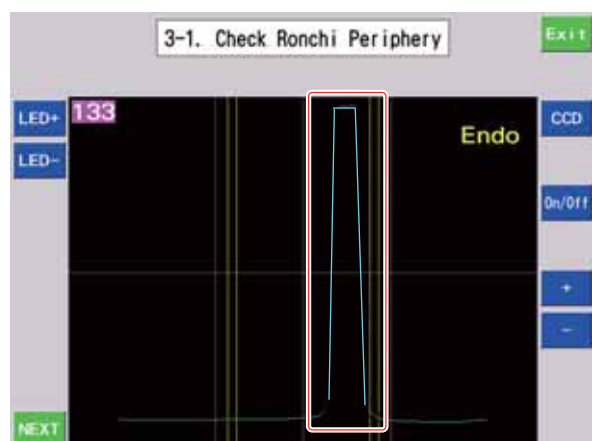 3-1. Check Ronchi Periphery
Exit
LED+
133
Endo
CCD
LED-
On/Off
+
-
NEXT